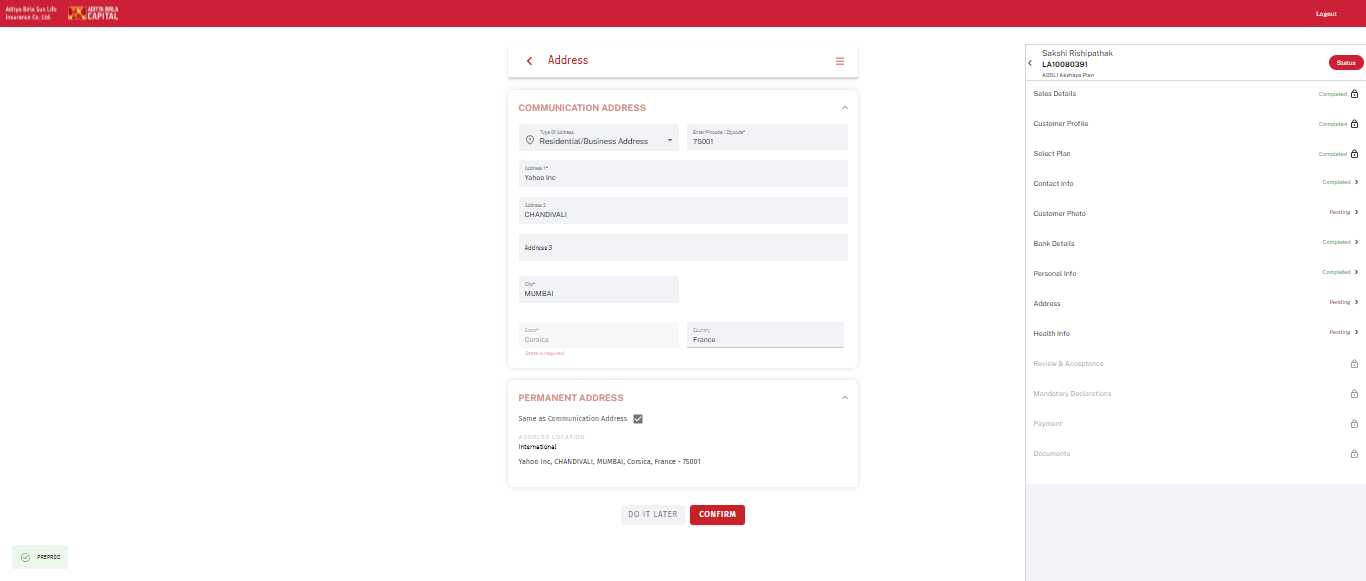 Aditya Birla Sun Life
Insurance Co. Ltd.
ADITYA BIRLA
CAPITAL
Logout
Address
COMMUNICATION ADDRESS
Type Of Address
Residential/Business Address
Enter Pincode / Zipcode*
75001
Address 1*
Yahoo Inc
Address 2
CHANDIVALI
Address 3
City*
MUMBAI
State*
Corsica
State is required
Country
France
PERMANENT ADDRESS
Same as Communication Address
ADDRESS LOCATION
International
Yahoo Inc, CHANDIVALI, MUMBAI, Corsica, France - 75001
DO IT LATER
CONFIRM
PREPROD
Sakshi Rishipathak
LA10080391
ABSLI Akshaya Plan
Status
Sales Details Completed
Customer Profile Completed
Select Plan Completed
Contact Info Completed
Customer Photo Pending
Bank Details Completed
Personal Info Completed
Address Pending
Health Info Pending
Review & Acceptance
Mandatory Declarations
Payment
Documents